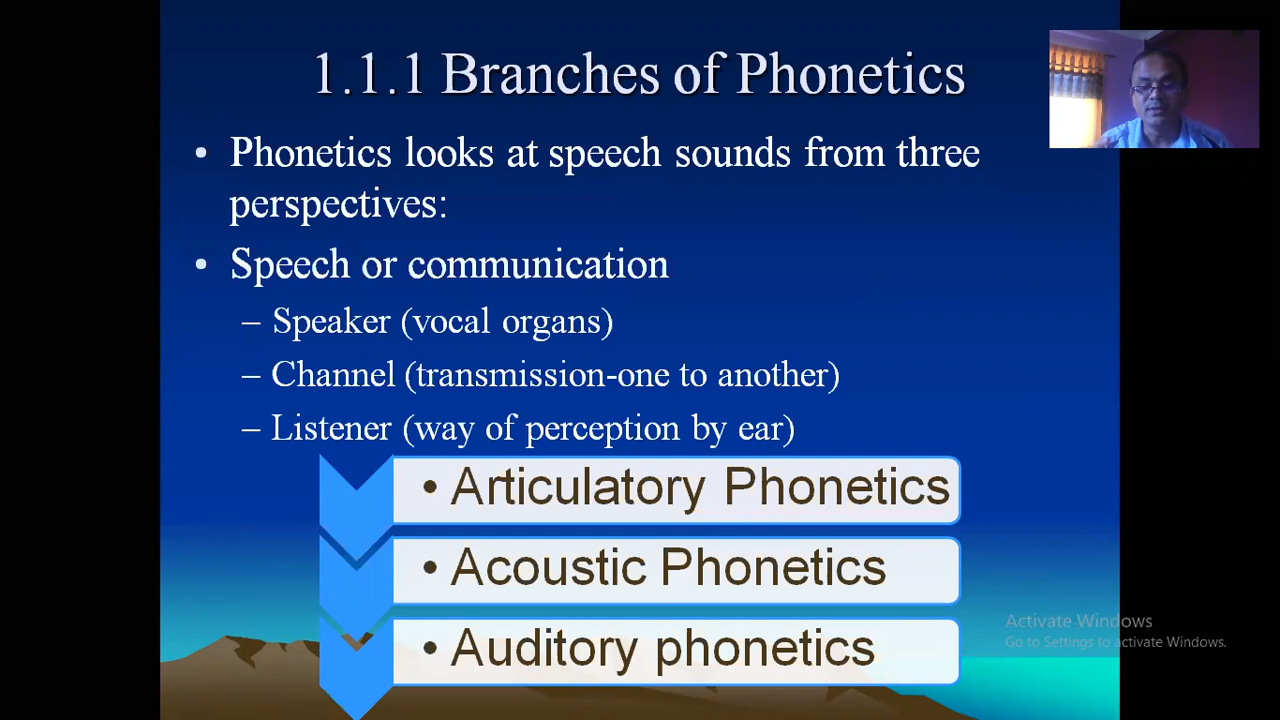 1.1.1 Branches of Phonetics
• Phonetics looks at speech sounds from three
perspectives:
• Speech or communication
– Speaker (vocal organs)
– Channel (transmission-one to another)
– Listener (way of perception by ear)
• Articulatory Phonetics
• Acoustic Phonetics
• Auditory phonetics
Activate Windows
Go to Settings to activate Windows.